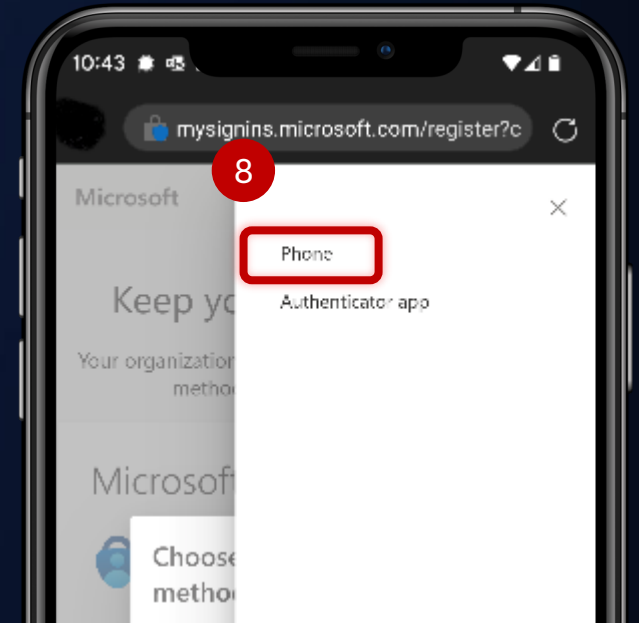 10:43
mysignins.microsoft.com/register?c
8
Microsoft
Phone
Authenticator app
Keep yo
Your organization
metho
Microsoft
Choose
metho